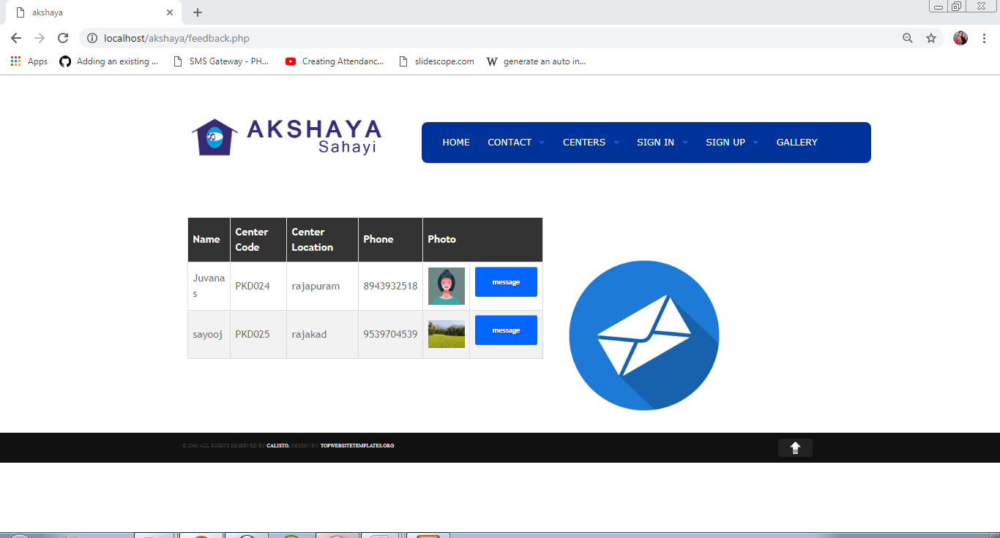 akshaya
localhost/akshaya/feedback.php
Apps Adding an existing ... SMS Gateway - PH... Creating Attendanc... slidescope.com W generate an auto in...
AKSHAYA
Sahayi
HOME CONTACT CENTERS SIGN IN SIGN UP GALLERY
Name Center Code Center Location Phone Photo
Juvana s PKD024 rajapuram 8943932518 message
sayooj PKD025 rajakad 9539704539 message
ALL RIGHTS RESERVED BY CALISTO. DESIGN BY: TOPWEBSITETEMPLATES.ORG